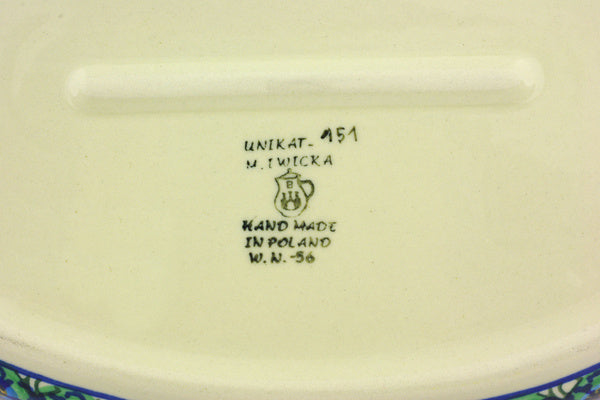 UNIKAT- 151
M. IWICKA
B
HAND MADE
IN POLAND
W.N.-56